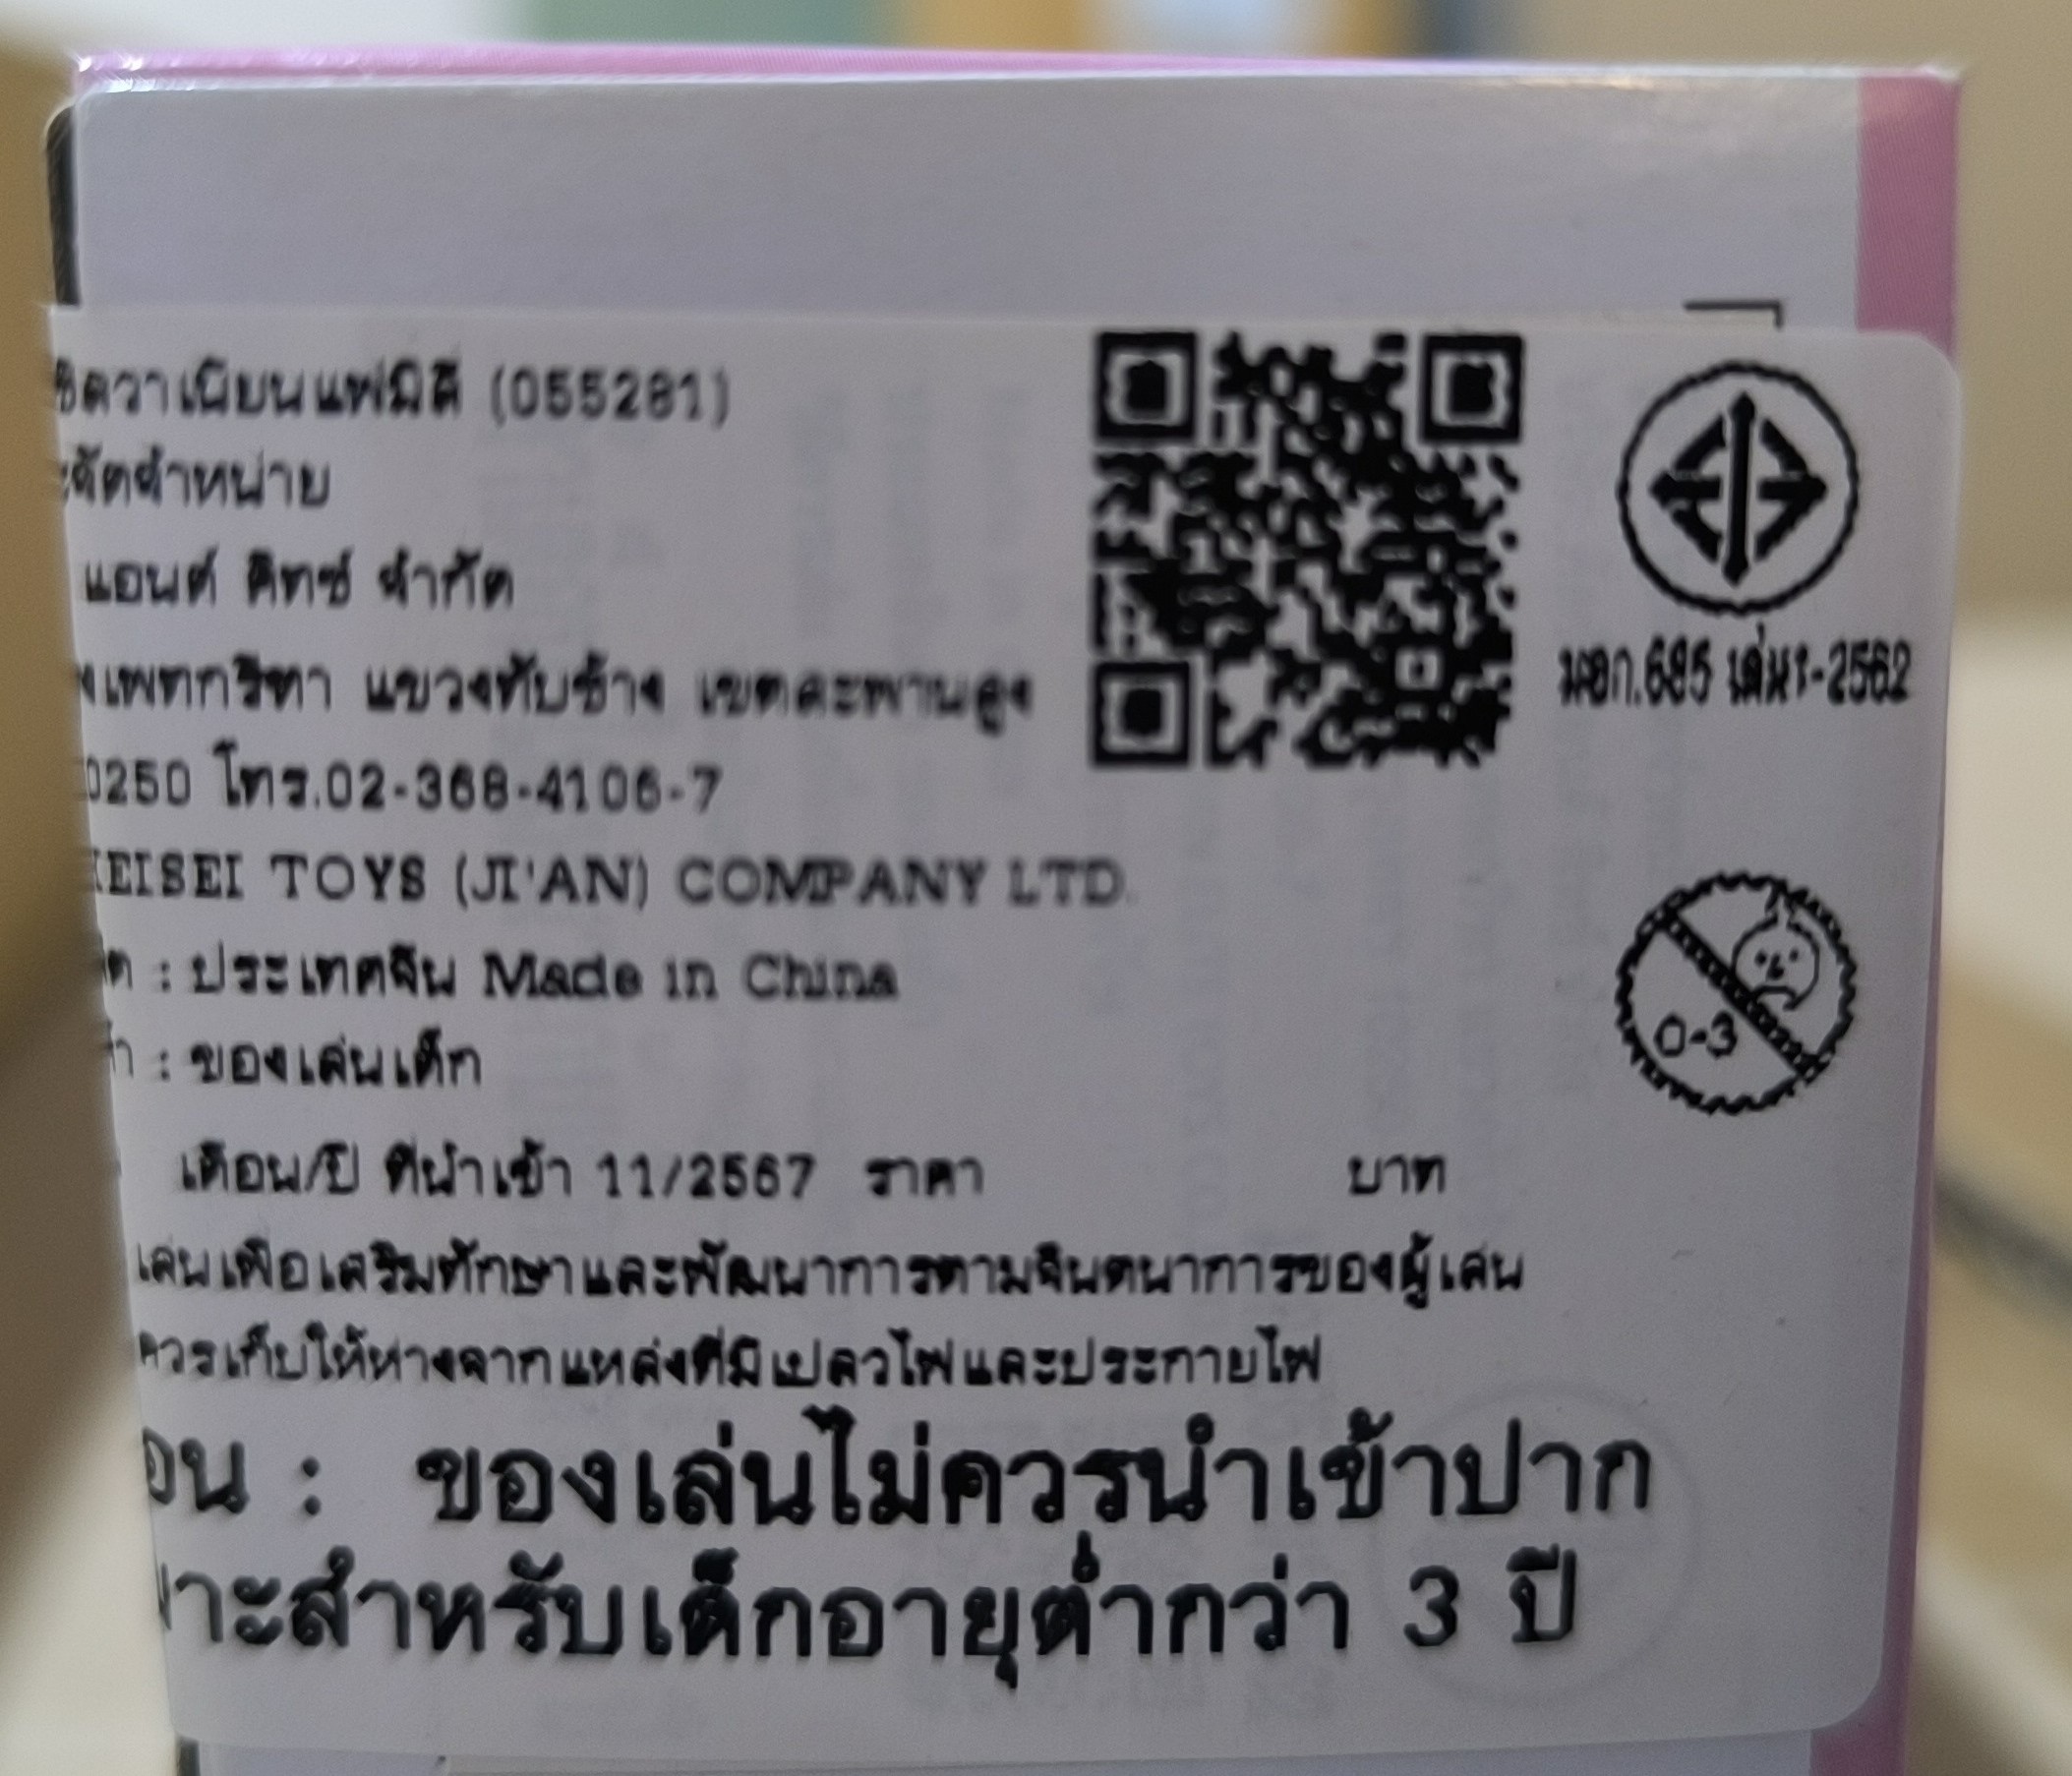 ซิลวาเนียนแฟมิลี (055281)
ะจัดจำหน่าย
แอนด์ คิทซ์ จำกัด
งเทพกรีฑา แขวงทับช้าง เขตสะพานสูง
0250 โทร.02-368-4106-7
EISEI TOYS (JI'AN) COMPANY LTD.
ต : ประเทศจีน Made in China
: ของเล่นเด็ก
เดือน/ปี ที่นำเข้า 11/2567 ราคา บาท
เล่นเพื่อเสริมทักษาและพัฒนาการตามจินตนาการของผู้เล่น
ควรเก็บให้ห่างจากแหล่งที่มีเปลวไฟและประกายไฟ
อน : ของเล่นไม่ควรนำเข้าปาก
าะสำหรับเด็กอายุต่ำกว่า 3 ปี
มอก.685 เล่ม1-2562
0-3